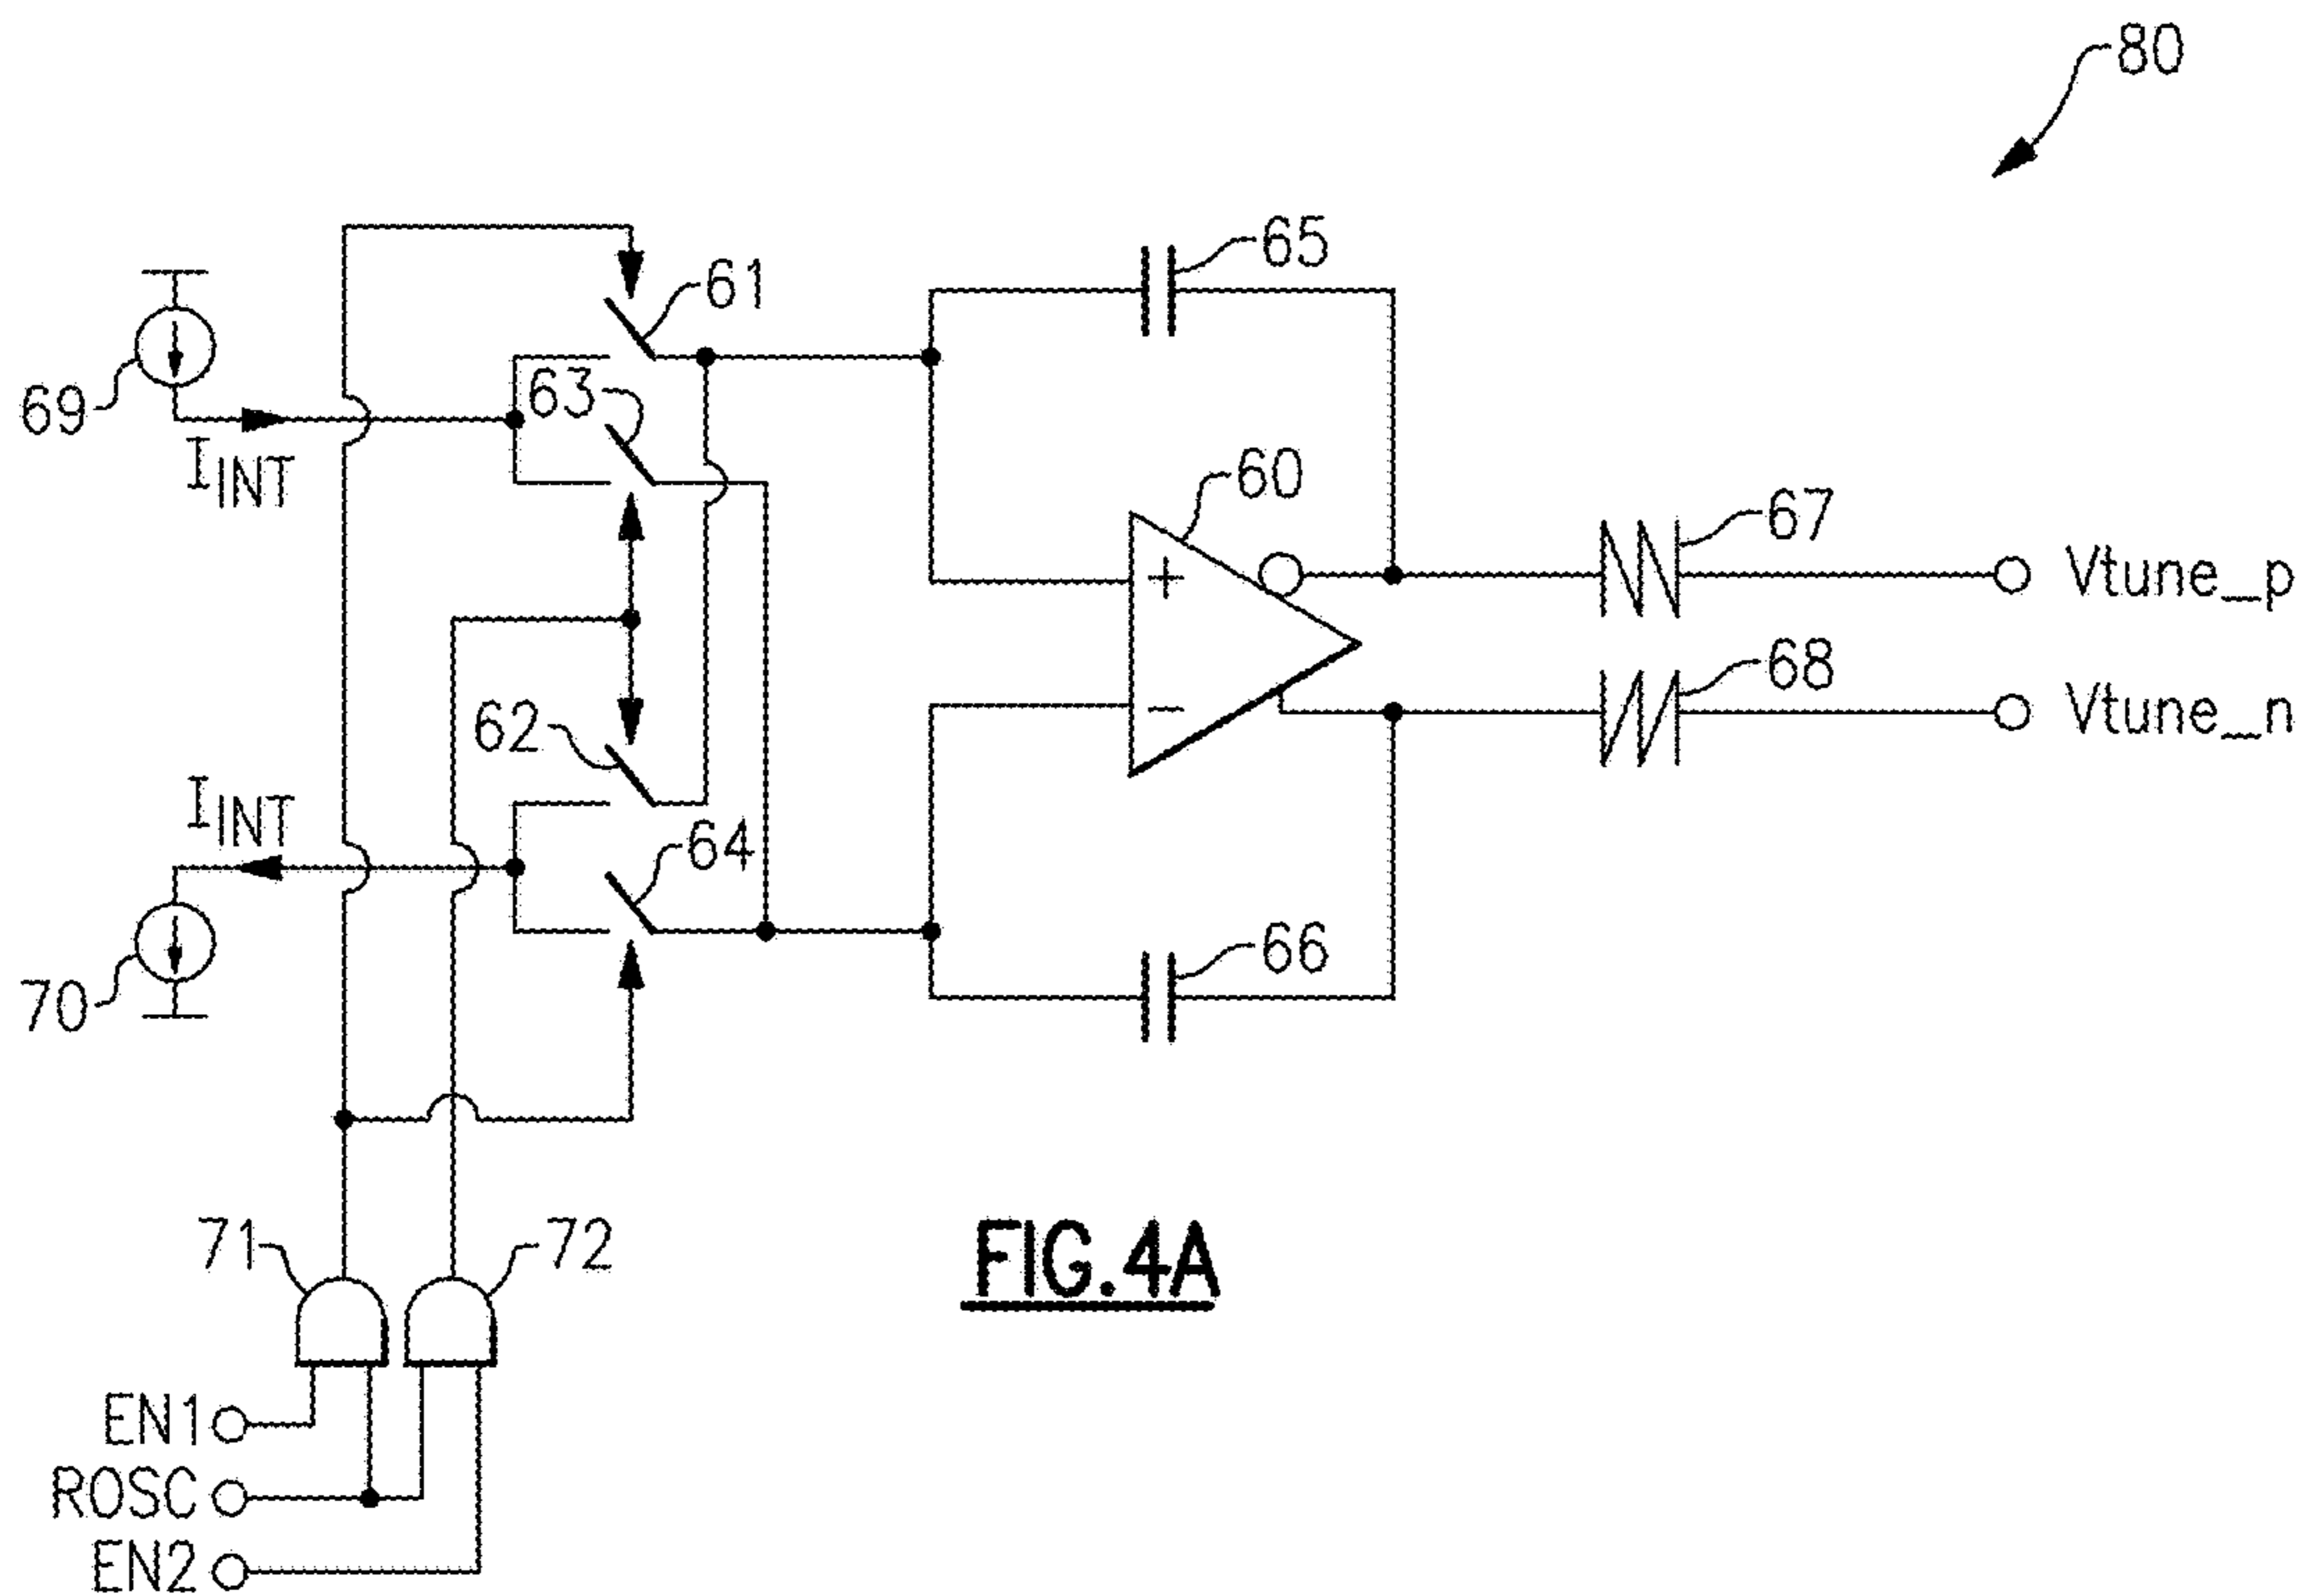 80
61
65
63
69
I_INT
60
+
67
Vtune_p
62
−
68
Vtune_n
I_INT
64
66
70
71
72
FIG.4A
EN1
ROSC
EN2